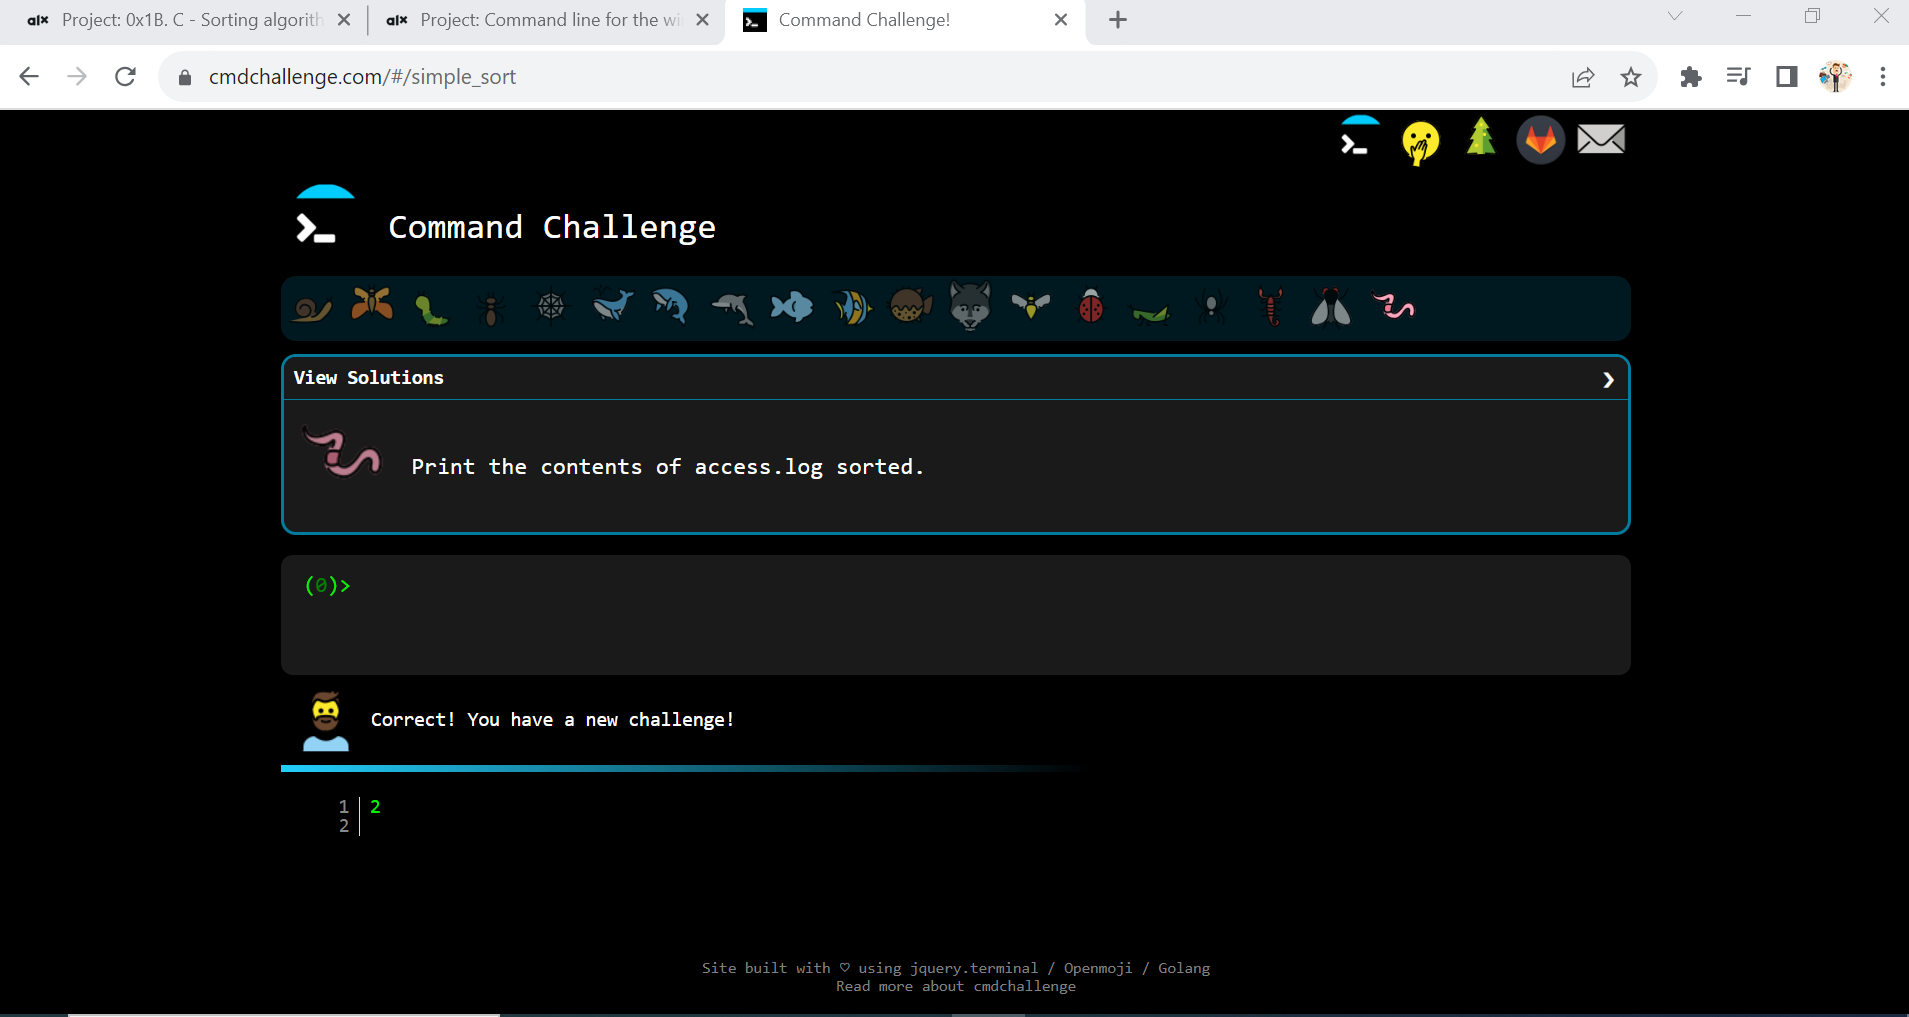 alx Project: 0x1B. C - Sorting algorith
alx Project: Command line for the wi
Command Challenge!
cmdchallenge.com/#/simple_sort
Command Challenge
View Solutions
Print the contents of access.log sorted.
(0)>
Correct! You have a new challenge!
1 2
2
Site built with ♡ using jquery.terminal / Openmoji / Golang
Read more about cmdchallenge